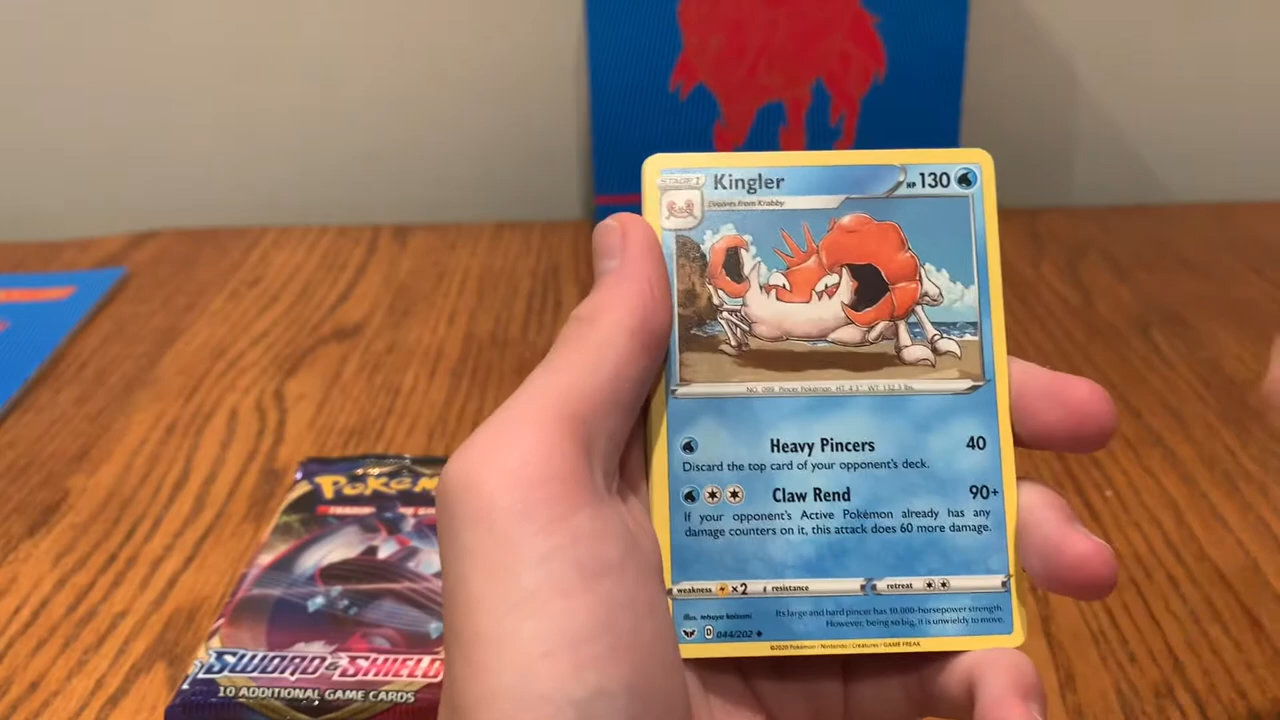 STAGE 1
Kingler
HP 130
Evolves from Krabby
NO. 099 Pincer Pokémon HT: 4'3" WT: 132.3 lbs.
Heavy Pincers 40
Discard the top card of your opponent's deck.
Claw Rend 90+
If your opponent's Active Pokémon already has any
damage counters on it, this attack does 60 more damage.
weakness ×2 resistance retreat
Illus. tetsuya koizumi
Its large and hard pincer has 10,000-horsepower strength.
However, being so big, it is unwieldy to move.
D 044/202
©2020 Pokémon / Nintendo / Creatures / GAME FREAK
POKÉM
SWORD & SHIELD
10 ADDITIONAL GAME CARDS